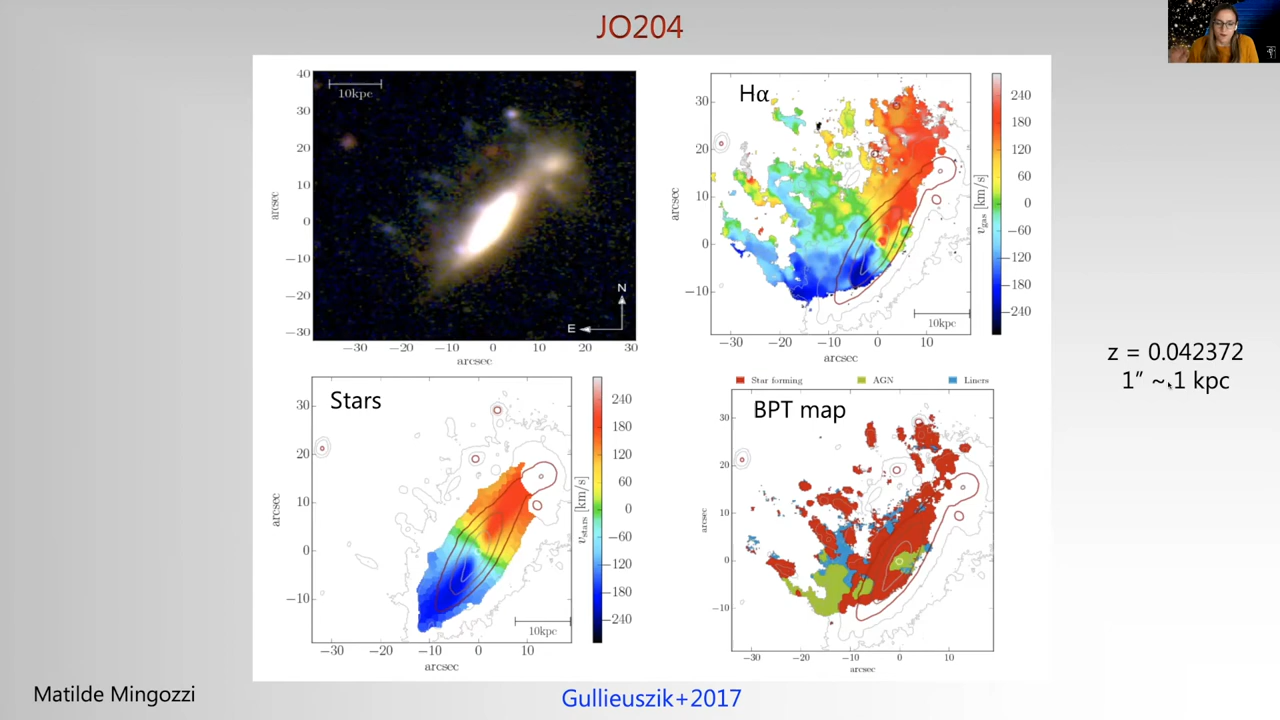 JO204
40
30
20
10
0
−10
−20
−30
10kpc
N
E
arcsec
−30 −20 −10 0 10 20 30
arcsec
Hα
30
20
10
0
−10
arcsec
10kpc
−30 −20 −10 0 10
arcsec
240
180
120
60
0
−60
−120
−180
−240
vgas [km/s]
Stars
30
20
10
0
−10
arcsec
10kpc
−30 −20 −10 0 10
arcsec
240
180
120
60
0
−60
−120
−180
−240
vstars [km/s]
Star forming AGN Liners
BPT map
30
20
10
0
−10
arcsec
−30 −20 −10 0 10
arcsec
z = 0.042372
1” ~ 1 kpc
Matilde Mingozzi
Gullieuszik+2017